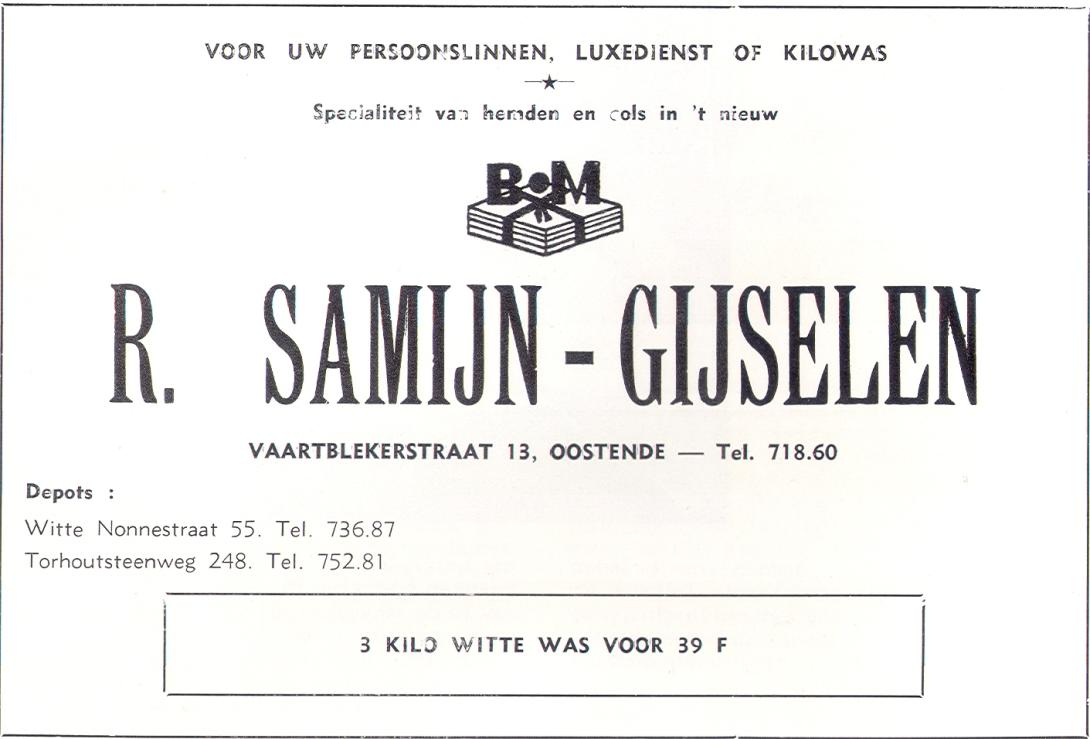 VOOR UW PERSOONSLINNEN, LUXEDIENST OF KILOWAS
Specialiteit van hemden en cols in 't nieuw
B•M
R. SAMIJN - GIJSELEN
VAARTBLEKERSTRAAT 13, OOSTENDE — Tel. 718.60
Depots :
Witte Nonnestraat 55. Tel. 736.87
Torhoutsteenweg 248. Tel. 752.81
3 KILO WITTE WAS VOOR 39 F